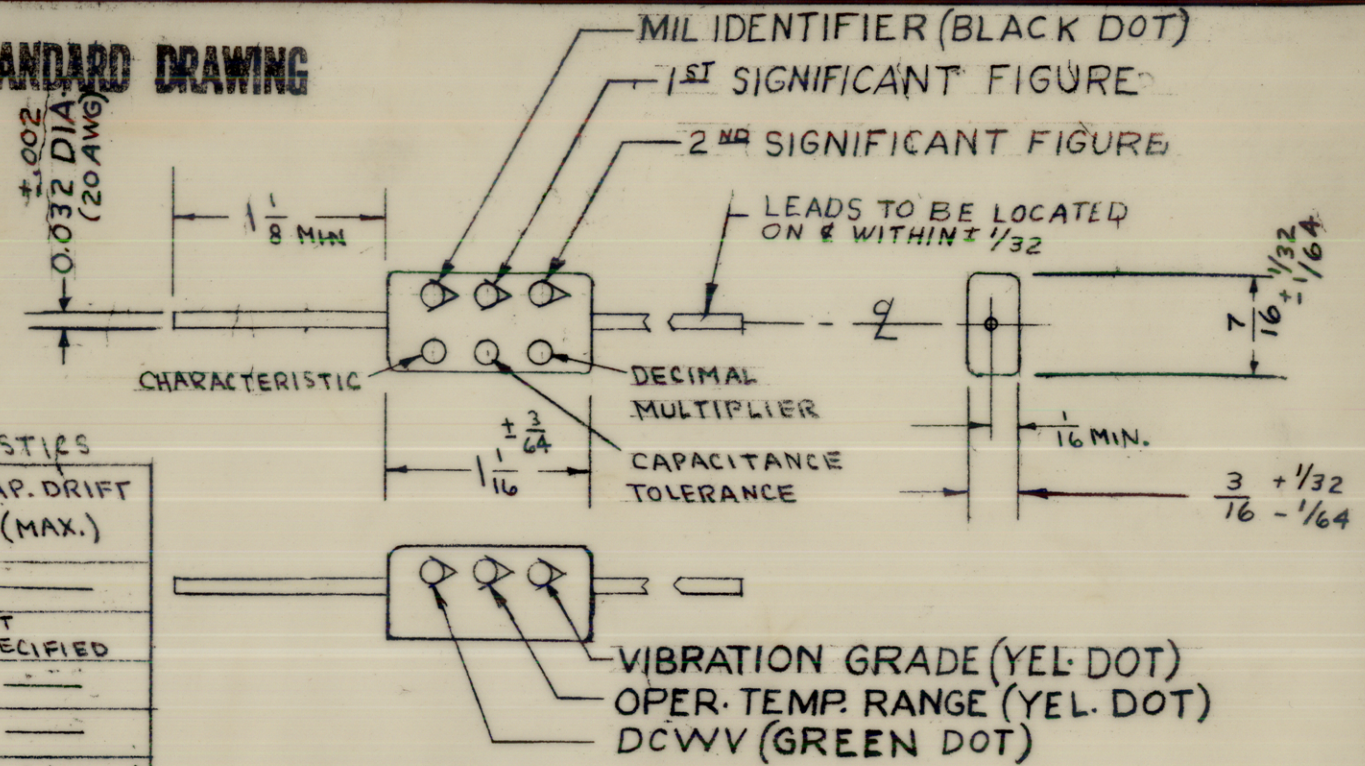 ANDARD DRAWING
MIL IDENTIFIER (BLACK DOT)
1ST SIGNIFICANT FIGURE
2ND SIGNIFICANT FIGURE
±.002
0.032 DIA.
(20 AWG)
1 1/8 MIN
LEADS TO BE LOCATED
ON ℄ WITHIN ± 1/32
℄
7/16 + 1/32
- 1/64
CHARACTERISTIC
DECIMAL
MULTIPLIER
1 1/16 ± 3/64
CAPACITANCE
TOLERANCE
1/16 MIN.
3/16 + 1/32
- 1/64
STICS
AP. DRIFT
(MAX.)
T
ECIFIED
VIBRATION GRADE (YEL. DOT)
OPER. TEMP. RANGE (YEL. DOT)
DCWV (GREEN DOT)